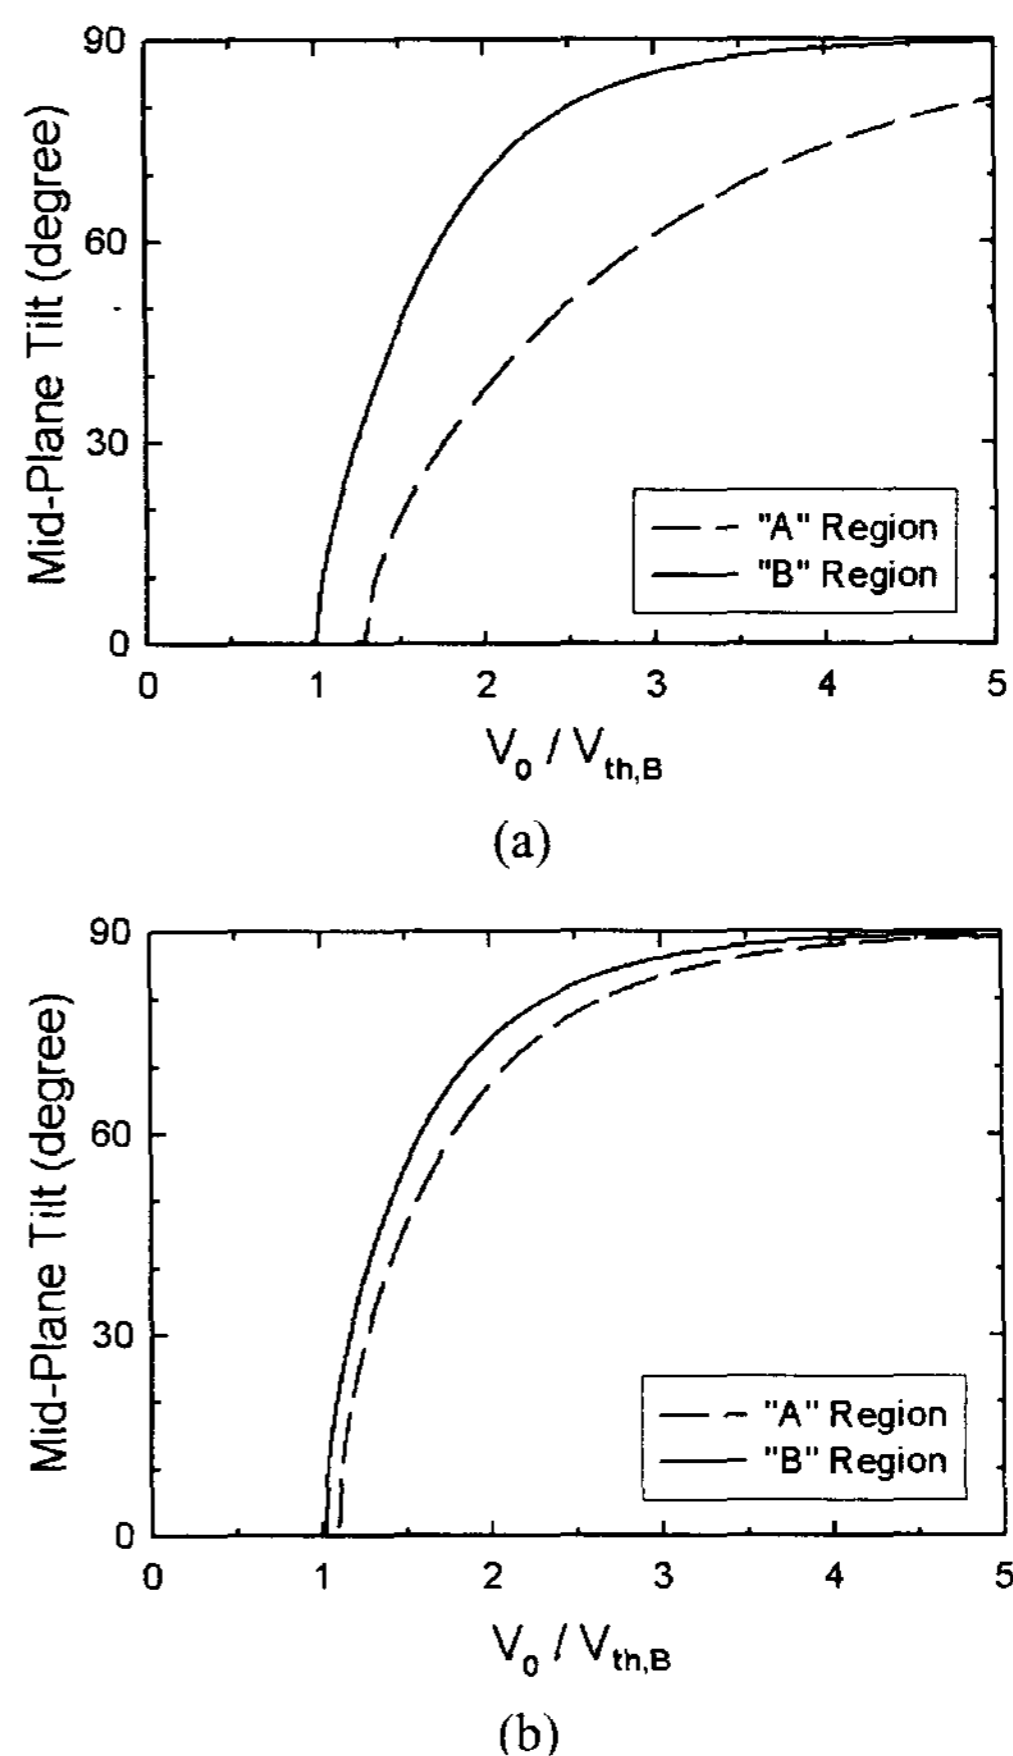 90
60
30
0
Mid-Plane Tilt (degree)
"A" Region
"B" Region
0 1 2 3 4 5
V₀ / Vth,B
(a)
90
60
30
0
Mid-Plane Tilt (degree)
"A" Region
"B" Region
0 1 2 3 4 5
V₀ / Vth,B
(b)